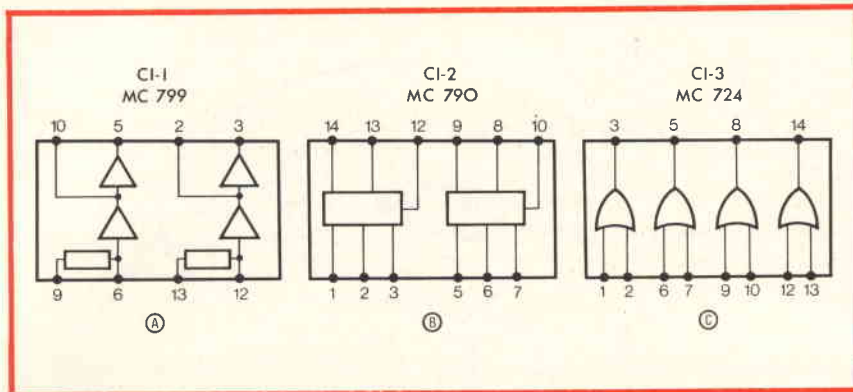 CI-1
MC 799
10 5 2 3
9 6 13 12
A
CI-2
MC 790
14 13 12 9 8 10
1 2 3 5 6 7
B
CI-3
MC 724
3 5 8 14
1 2 6 7 9 10 12 13
C